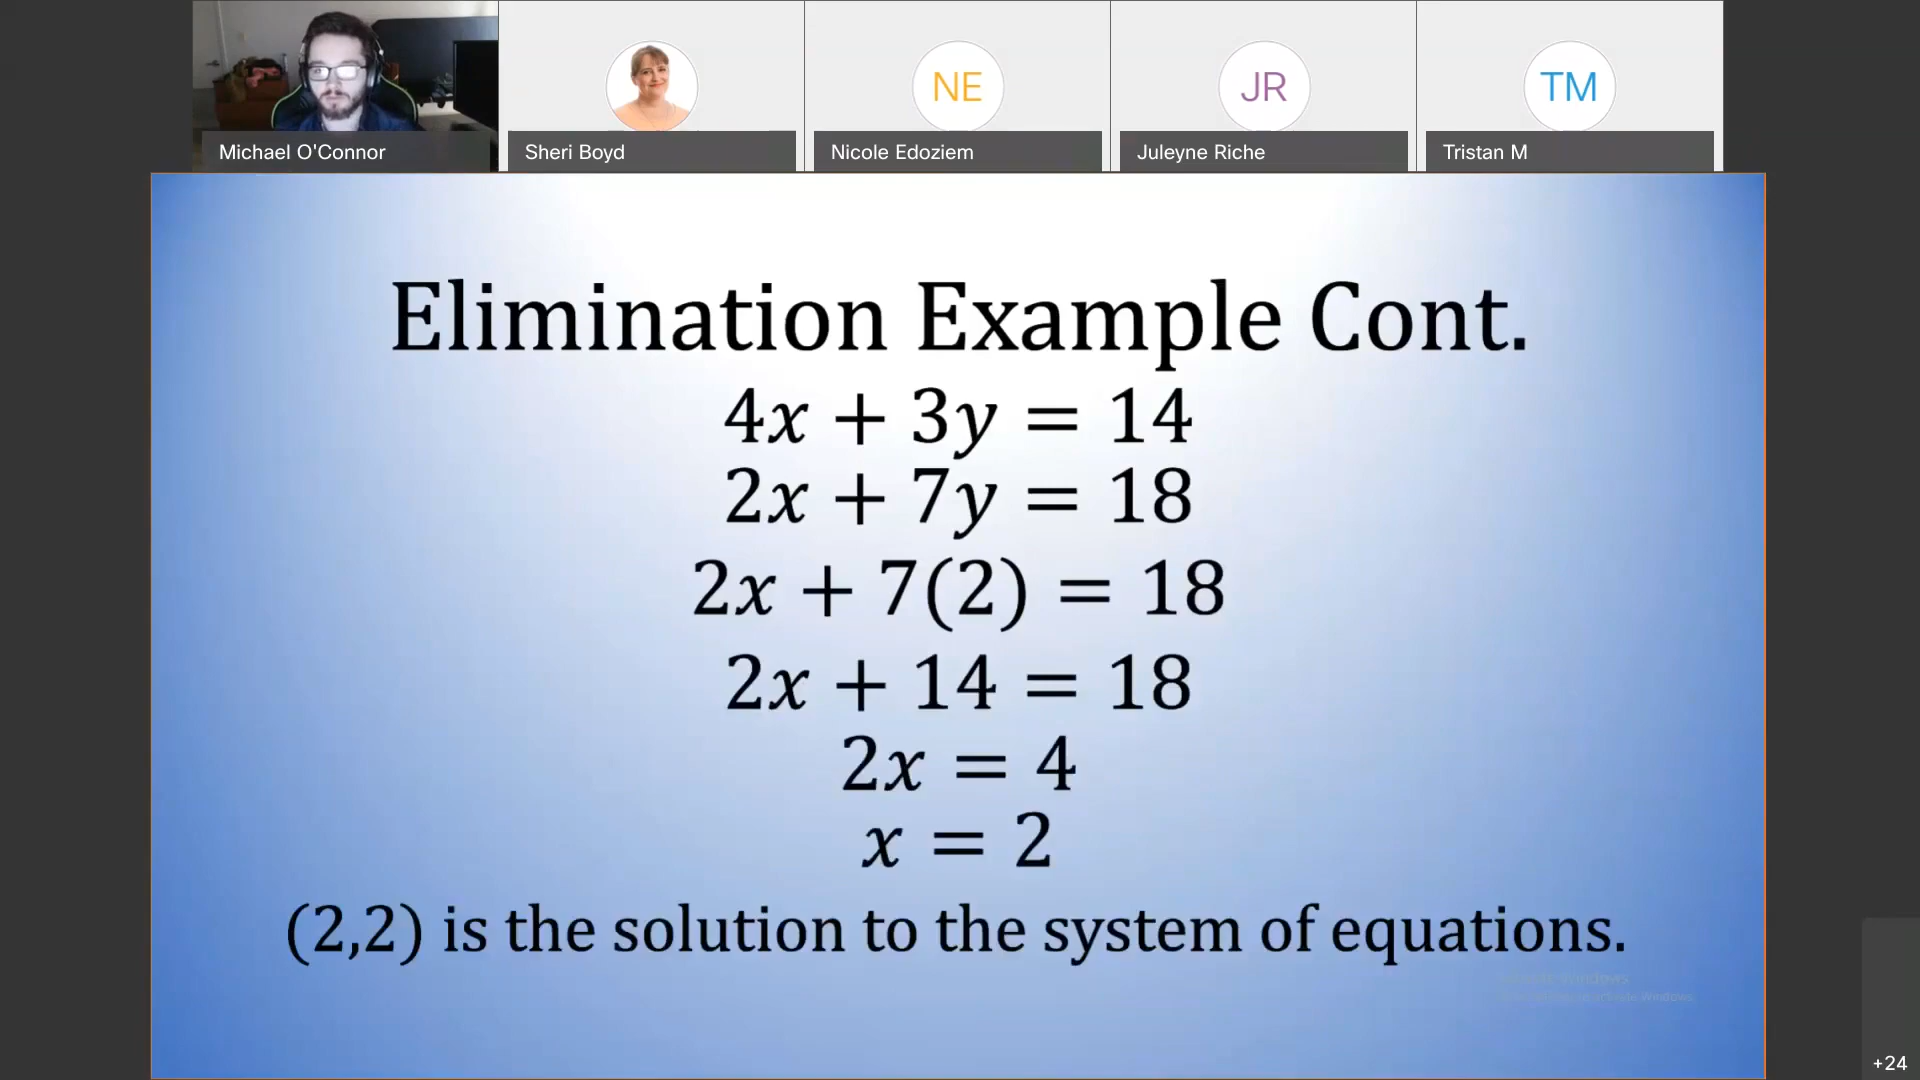 Michael O'Connor
Sheri Boyd
NE
Nicole Edoziem
JR
Juleyne Riche
TM
Tristan M
Elimination Example Cont.
4x + 3y = 14
2x + 7y = 18
2x + 7(2) = 18
2x + 14 = 18
2x = 4
x = 2
(2,2) is the solution to the system of equations.
Windows
Windows
+24